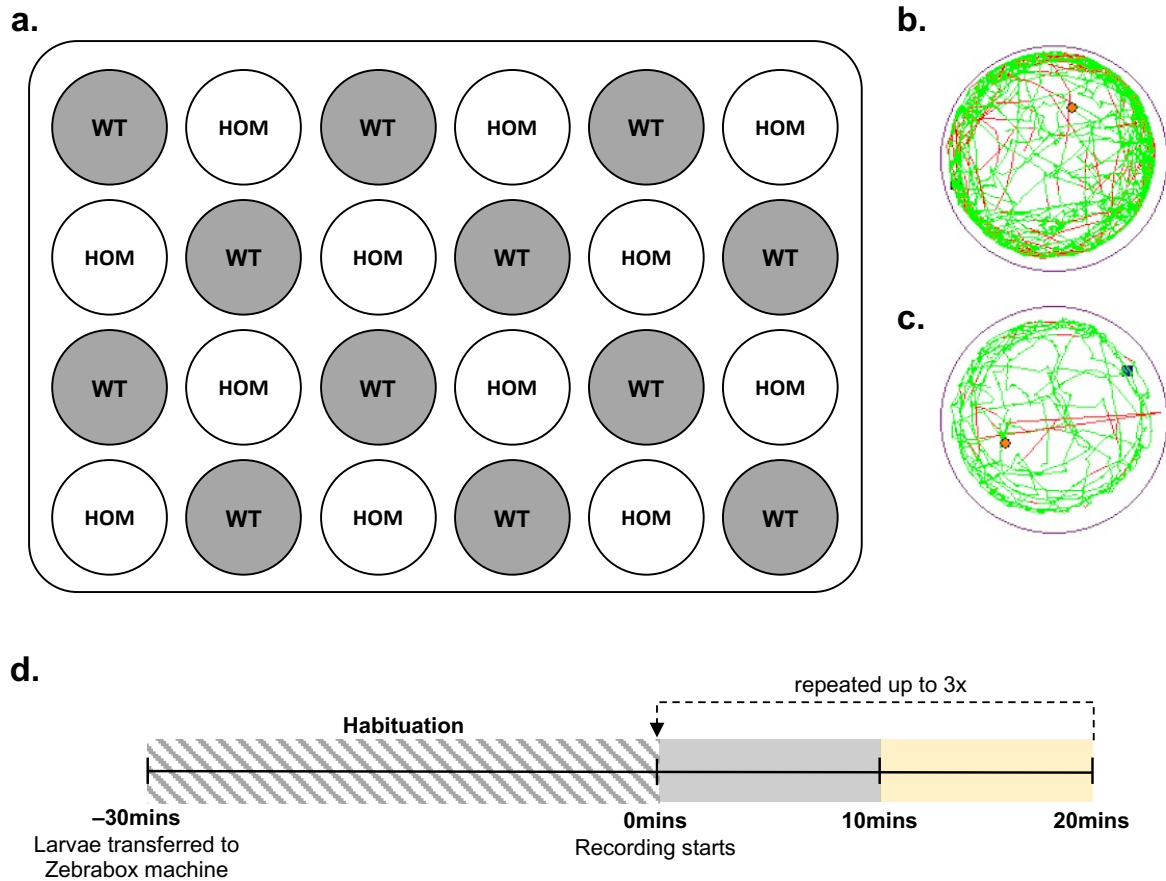 a.
WT HOM WT HOM WT HOM
HOM WT HOM WT HOM WT
WT HOM WT HOM WT HOM
HOM WT HOM WT HOM WT
b.
c.
d.
repeated up to 3x
Habituation
–30mins 0mins 10mins 20mins
Larvae transferred to
Zebrabox machine
Recording starts